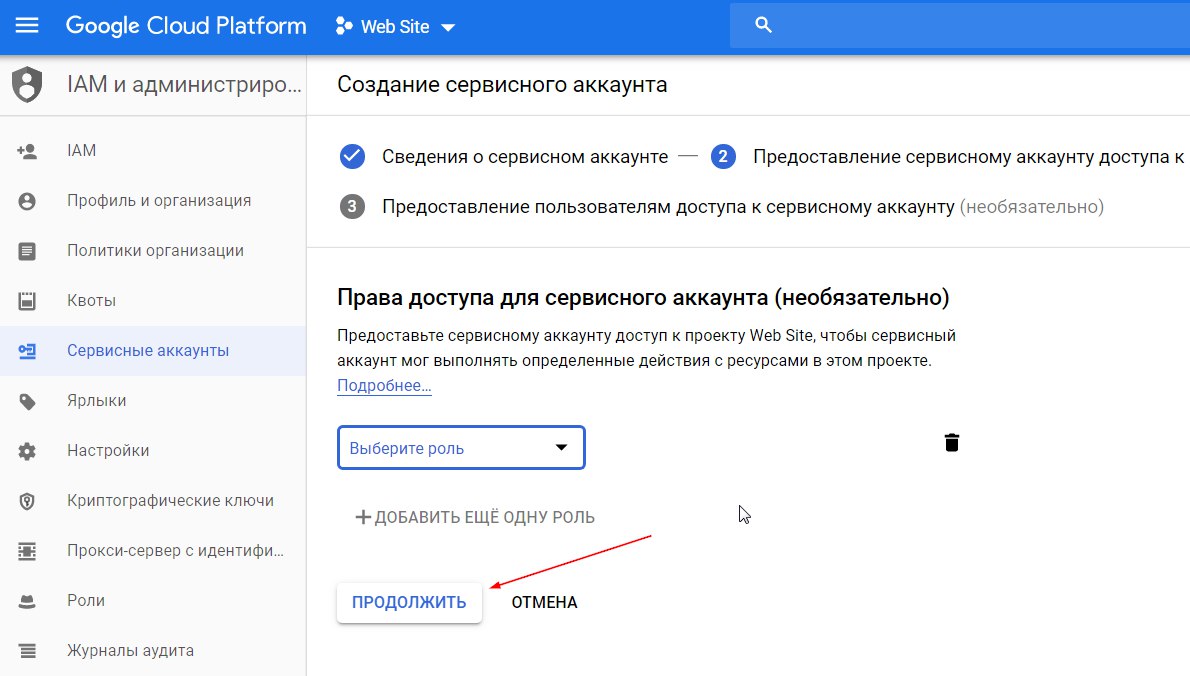 Google Cloud Platform
Web Site
IAM и администриро...
Создание сервисного аккаунта
Сведения о сервисном аккаунте
2 Предоставление сервисному аккаунту доступа к
3 Предоставление пользователям доступа к сервисному аккаунту (необязательно)
IAM
Профиль и организация
Политики организации
Квоты
Сервисные аккаунты
Ярлыки
Настройки
Криптографические ключи
Прокси-сервер с идентифи...
Роли
Журналы аудита
Права доступа для сервисного аккаунта (необязательно)
Предоставьте сервисному аккаунту доступ к проекту Web Site, чтобы сервисный
аккаунт мог выполнять определенные действия с ресурсами в этом проекте.
Подробнее...
Выберите роль
+ ДОБАВИТЬ ЕЩЁ ОДНУ РОЛЬ
ПРОДОЛЖИТЬ
ОТМЕНА